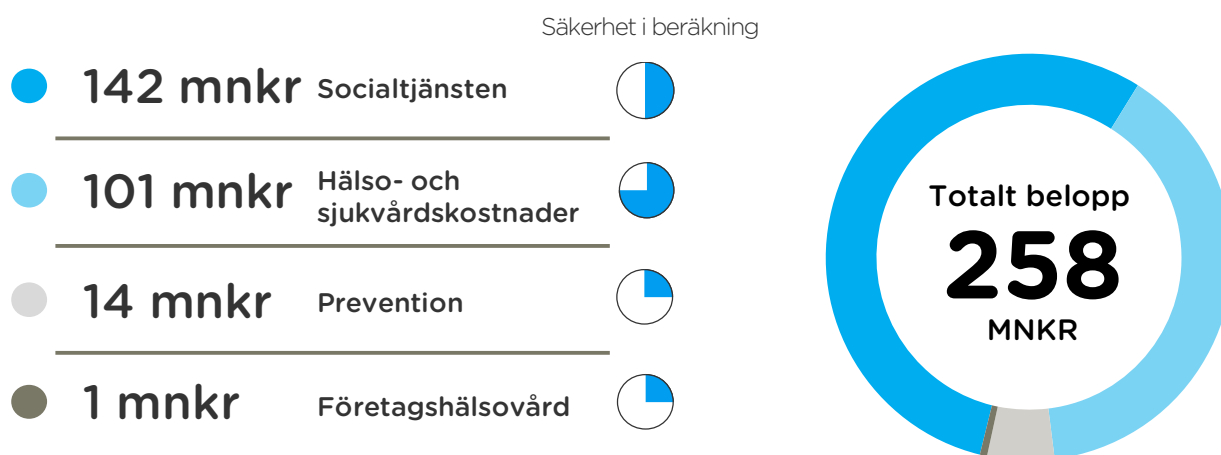 Säkerhet i beräkning
142 mnkr Socialtjänsten
101 mnkr Hälso- och
sjukvårdskostnader
14 mnkr Prevention
1 mnkr Företagshälsovård
Totalt belopp
258
MNKR